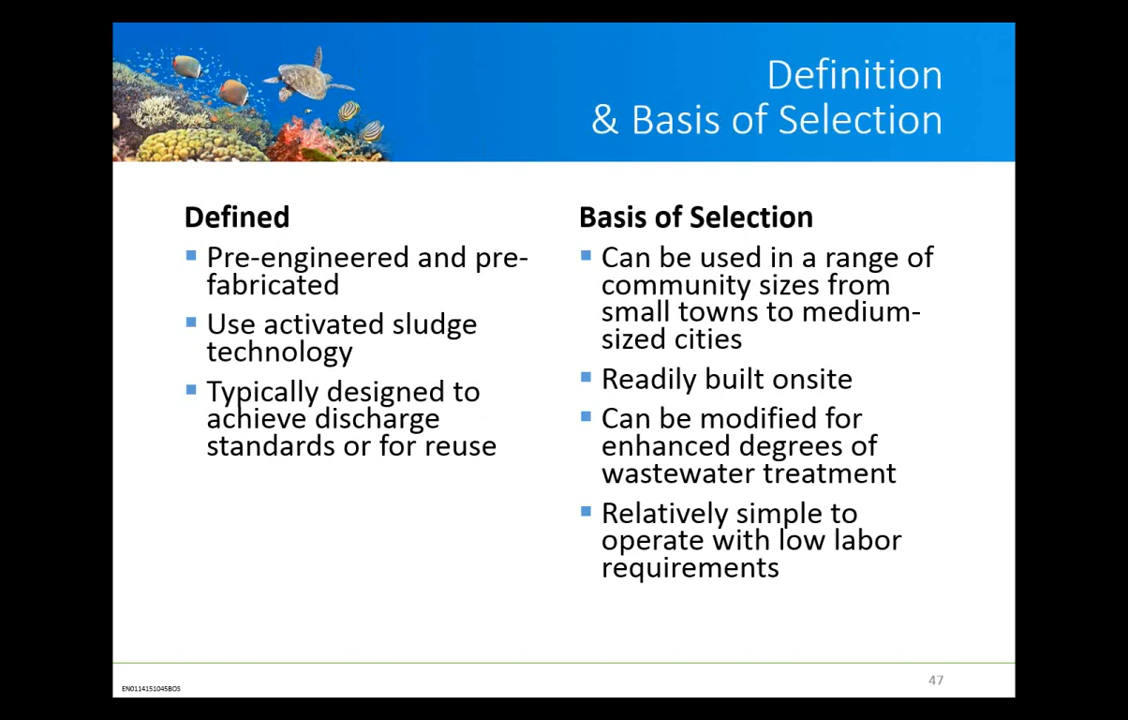 Definition
& Basis of Selection
Defined
▪ Pre-engineered and pre-
fabricated
▪ Use activated sludge
technology
▪ Typically designed to
achieve discharge
standards or for reuse
Basis of Selection
▪ Can be used in a range of
community sizes from
small towns to medium-
sized cities
▪ Readily built onsite
▪ Can be modified for
enhanced degrees of
wastewater treatment
▪ Relatively simple to
operate with low labor
requirements
EN0114151045BOS
47